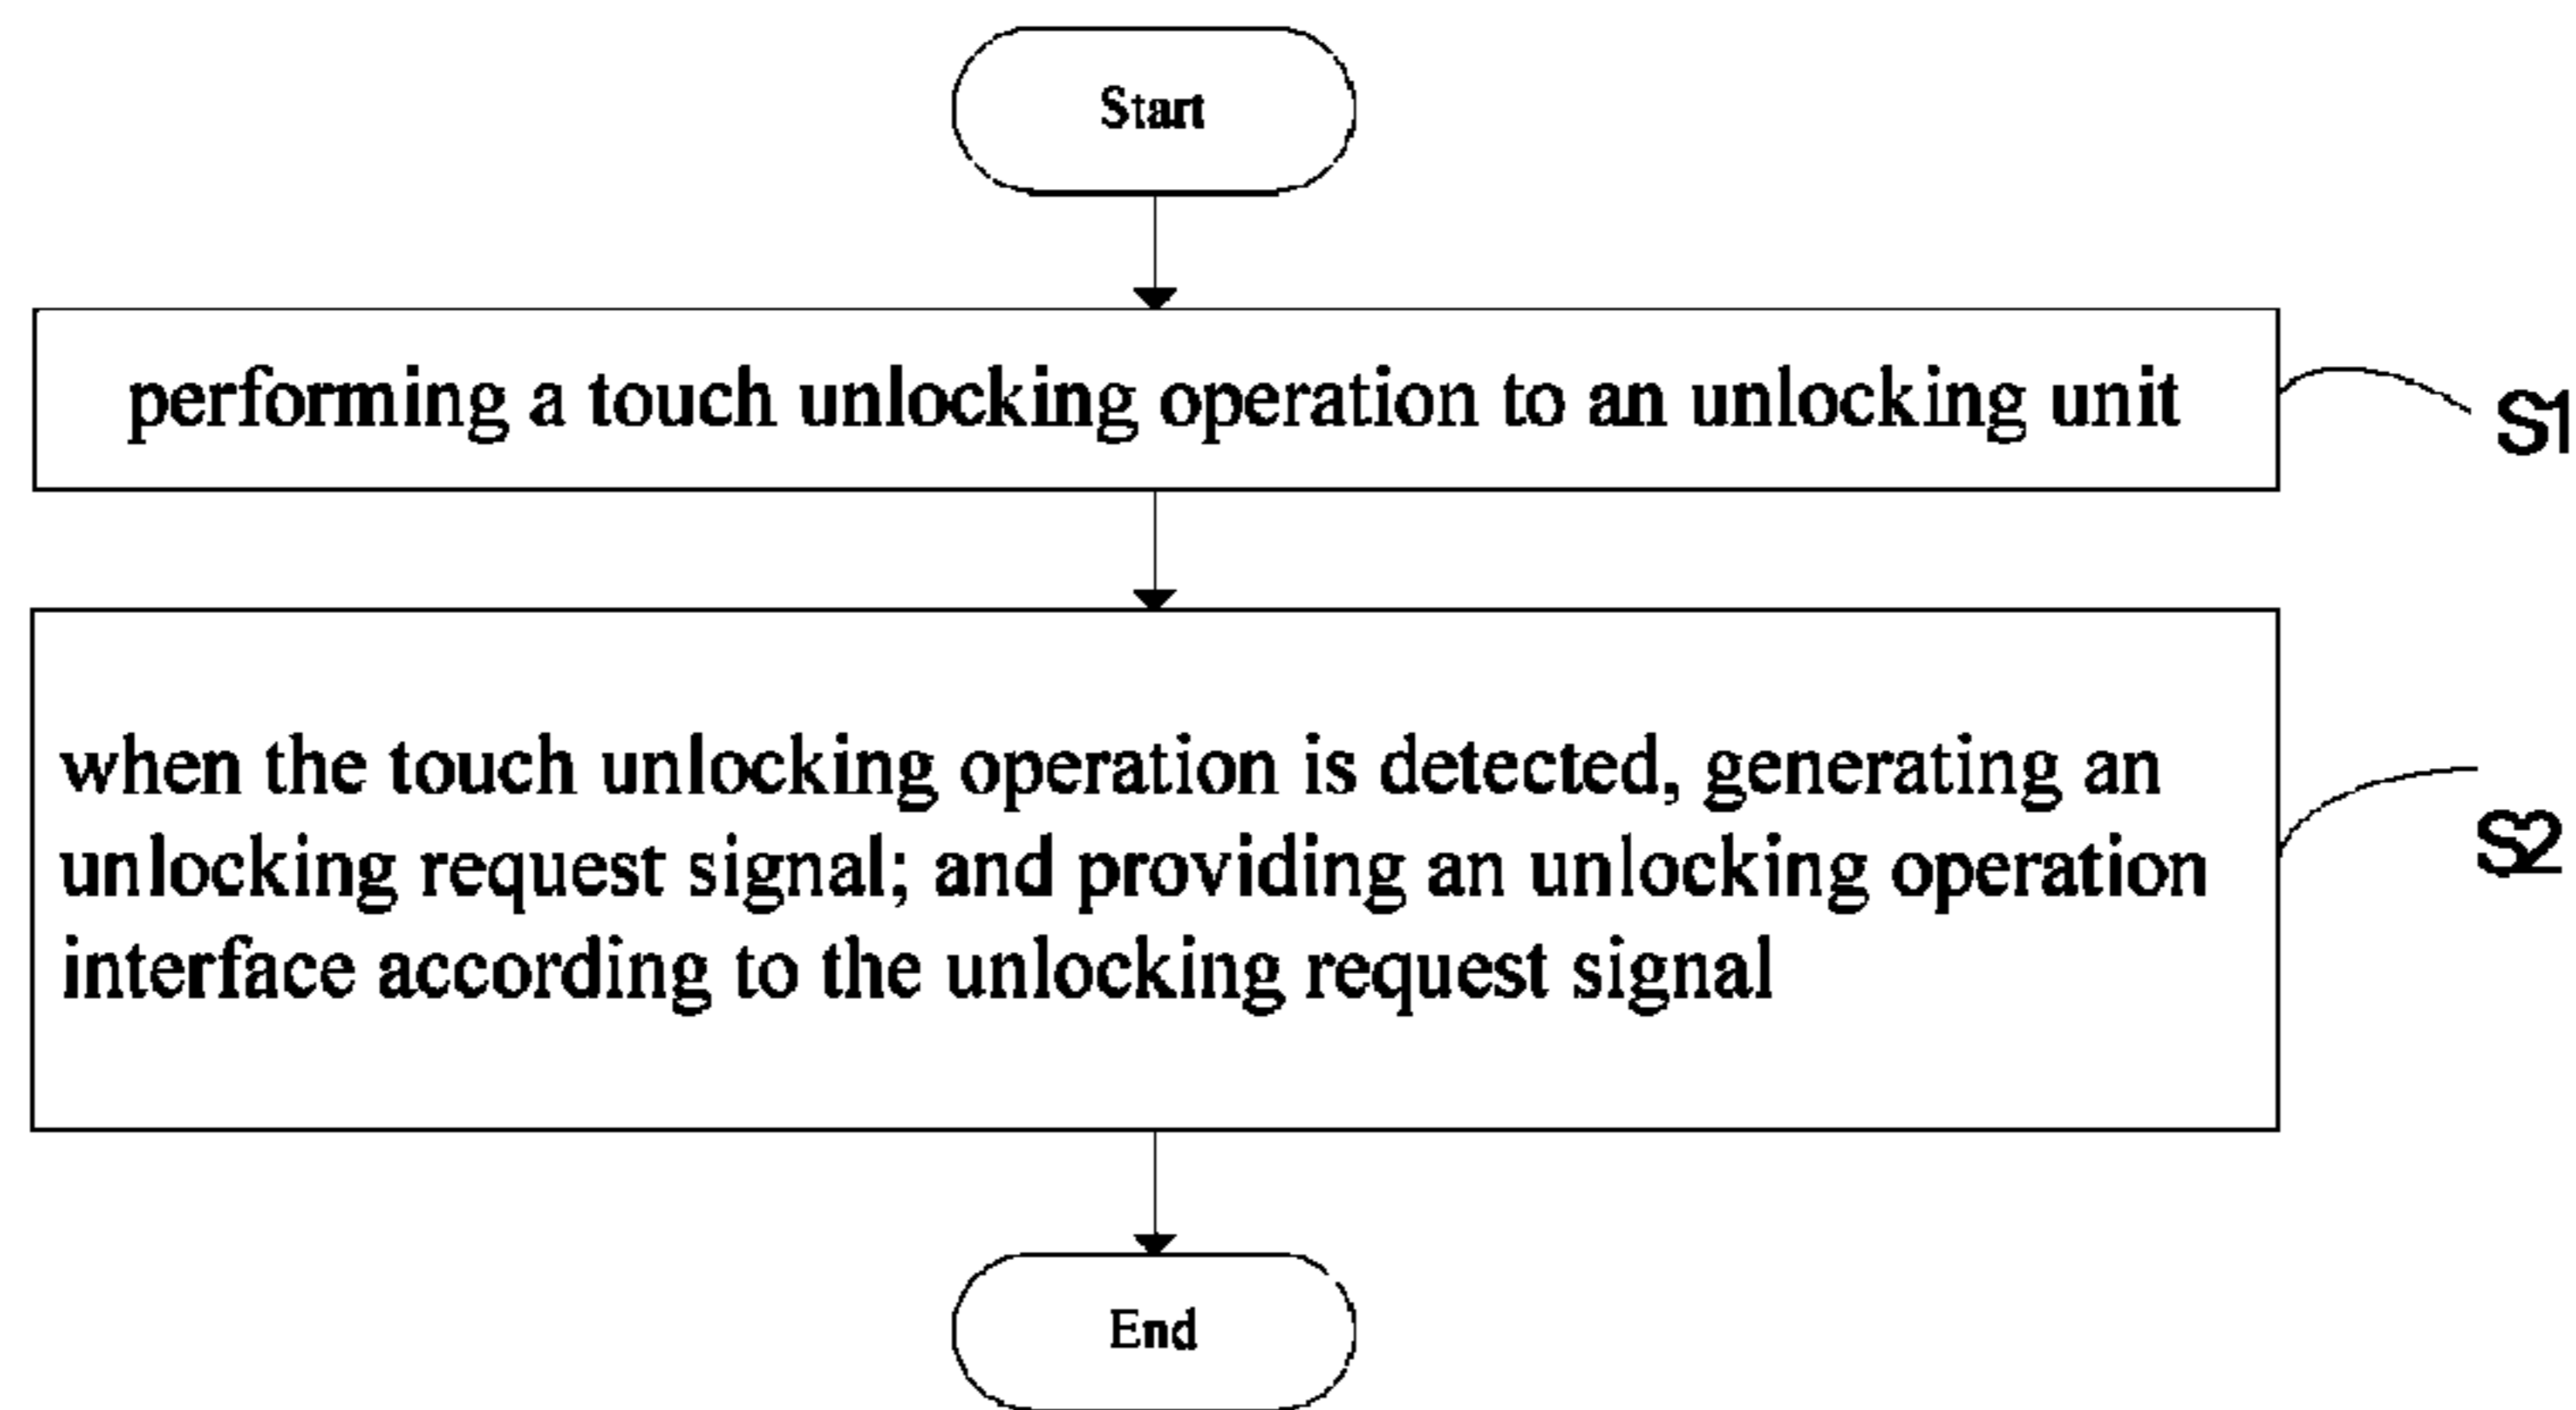 Start
performing a touch unlocking operation to an unlocking unit
S1
when the touch unlocking operation is detected, generating an
unlocking request signal; and providing an unlocking operation
interface according to the unlocking request signal
S2
End